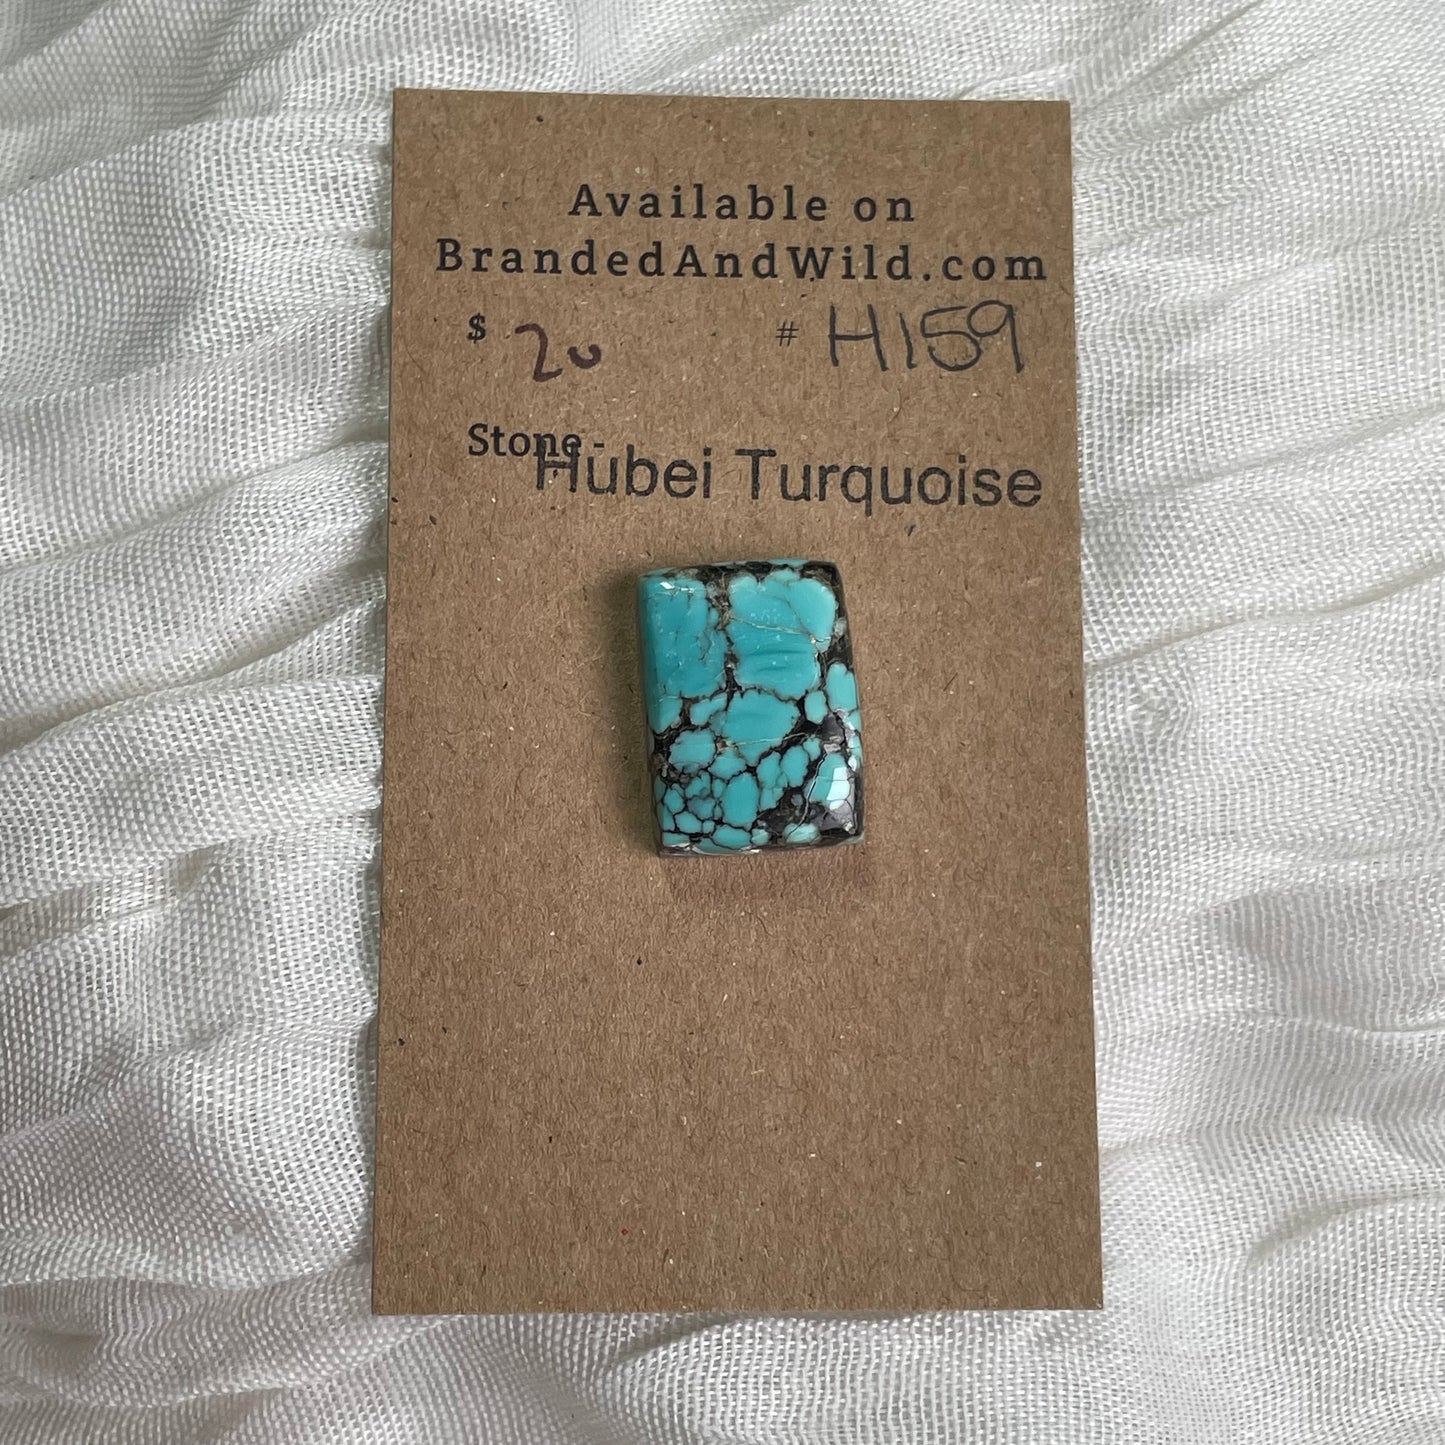 Available on
BrandedAndWild.com
$ 20 # H159
Stone -
Hubei Turquoise